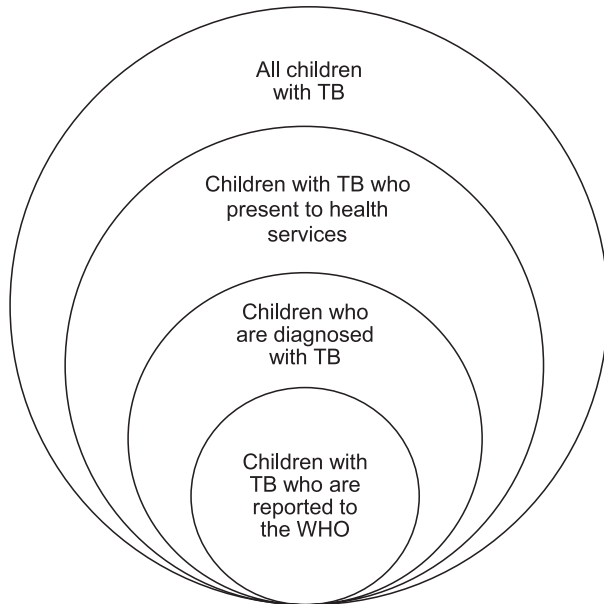 All children
with TB
Children with TB who
present to health
services
Children who
are diagnosed
with TB
Children with
TB who are
reported to
the WHO